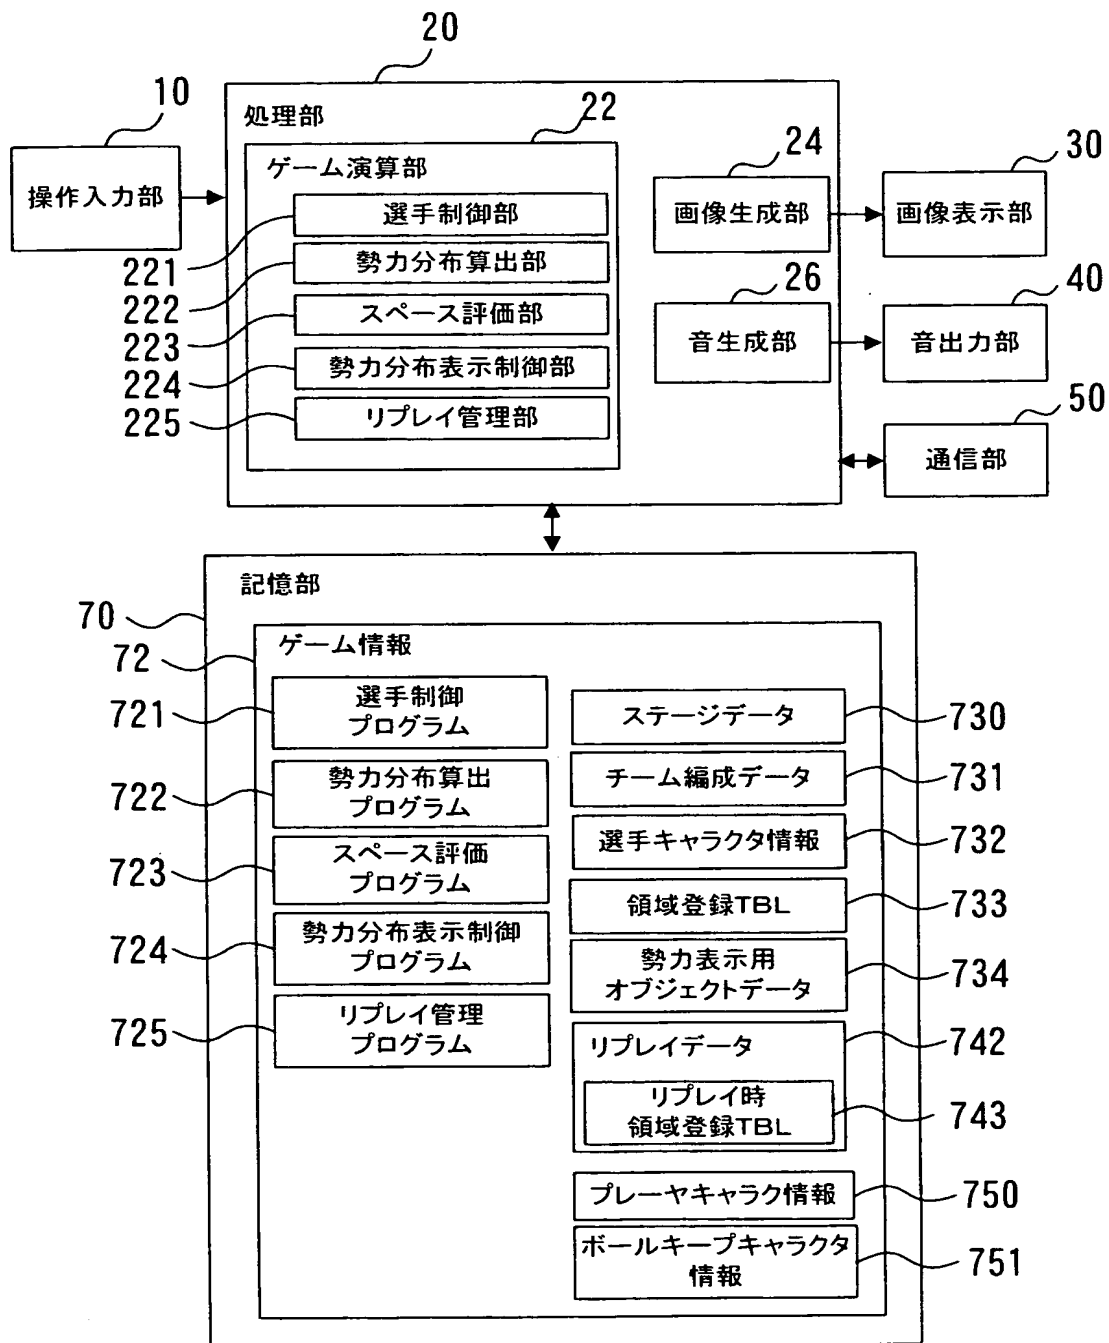 20
10
処理部
22
ゲーム演算部
24
30
操作入力部
選手制御部
画像生成部
画像表示部
221
勢力分布算出部
222
26
40
スペース評価部
223
音生成部
音出力部
勢力分布表示制御部
224
リプレイ管理部
225
50
通信部
記憶部
70
ゲーム情報
72
選手制御
プログラム
721
ステージデータ
730
勢力分布算出
プログラム
722
チーム編成データ
731
スペース評価
プログラム
723
選手キャラクタ情報
732
領域登録TBL
733
勢力分布表示制御
プログラム
724
勢力表示用
オブジェクトデータ
734
リプレイ管理
プログラム
725
リプレイデータ
742
リプレイ時
領域登録TBL
743
プレーヤキャラク情報
750
ボールキープキャラクタ
情報
751